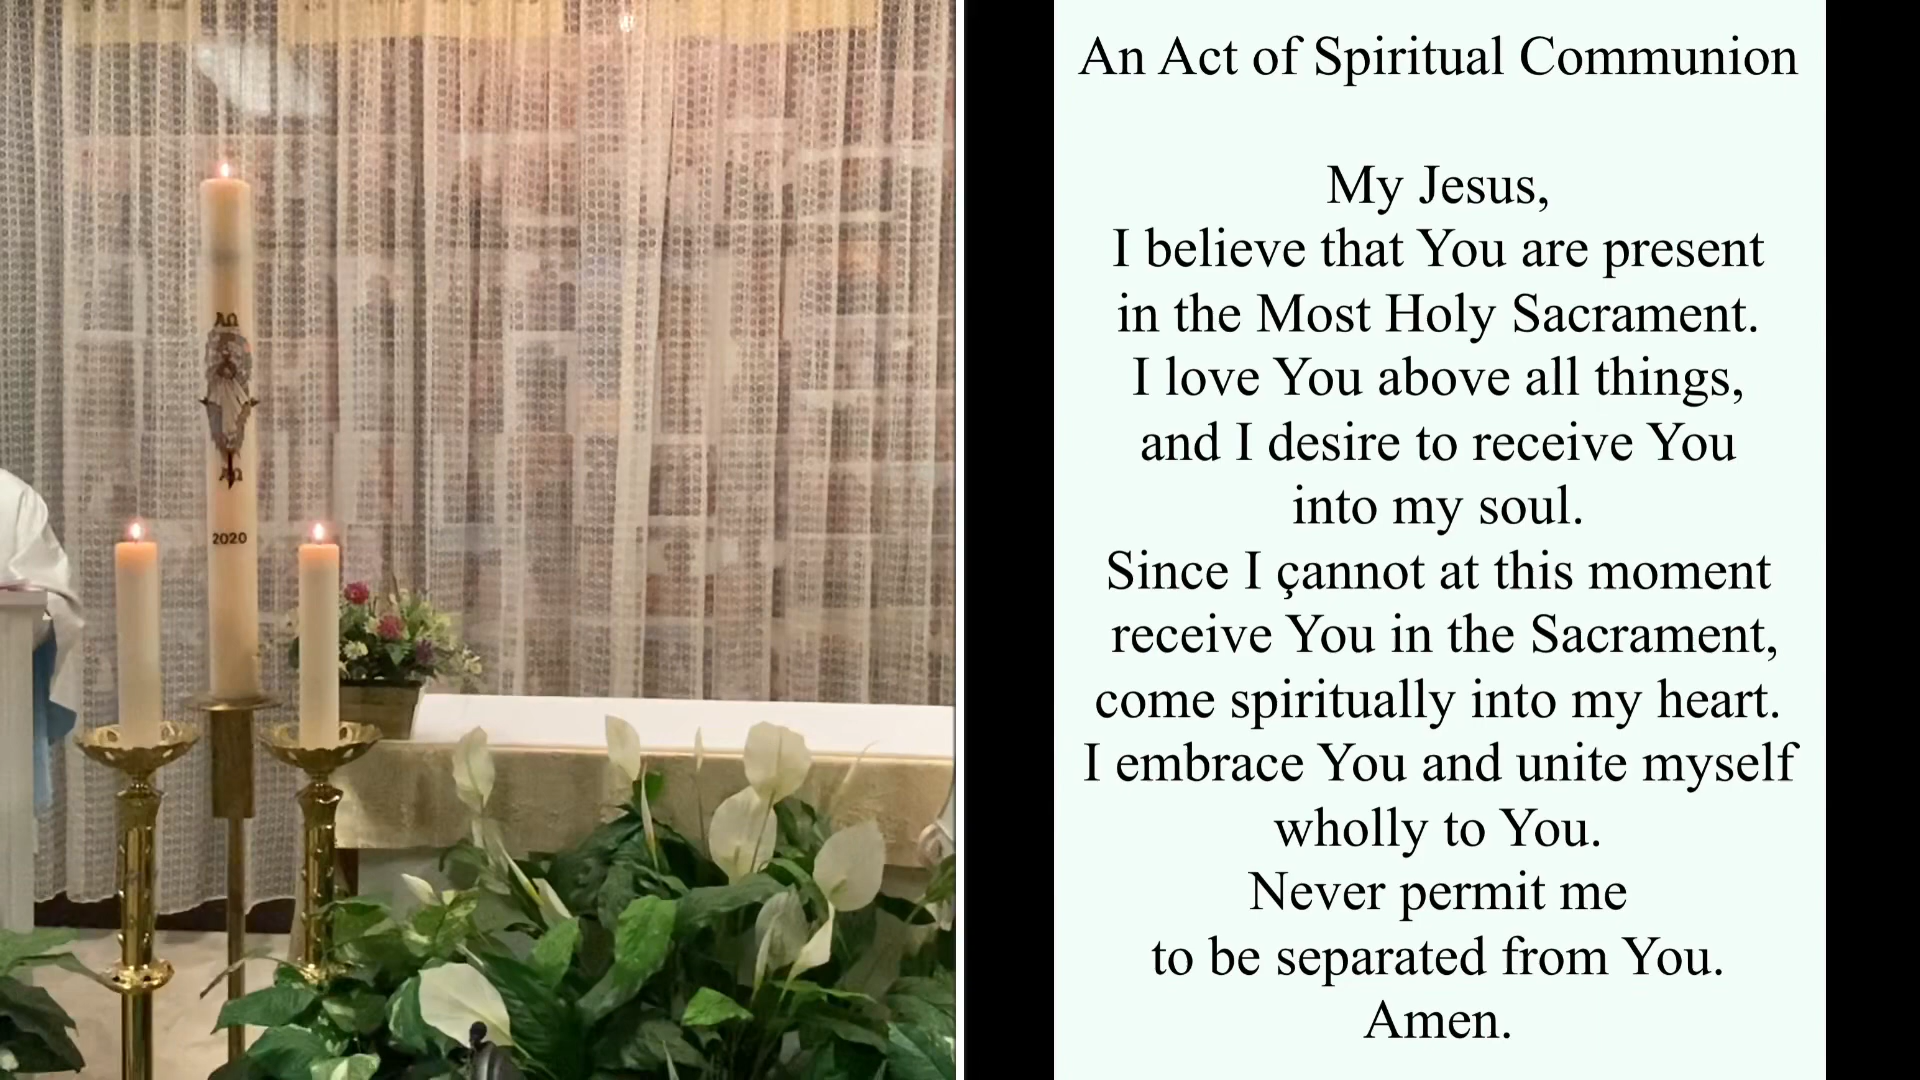 ΑΩ
ΑΩ
2020
An Act of Spiritual Communion
My Jesus,
I believe that You are present
in the Most Holy Sacrament.
I love You above all things,
and I desire to receive You
into my soul.
Since I çannot at this moment
receive You in the Sacrament,
come spiritually into my heart.
I embrace You and unite myself
wholly to You.
Never permit me
to be separated from You.
Amen.